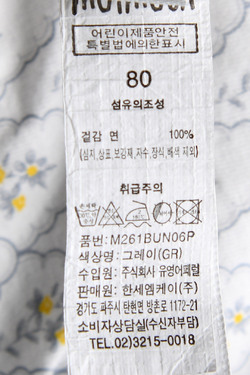 어린이제품안전
특별법에의한표시
80
섬유의조성
겉감 면 100%
(심지, 상표, 보강재, 자수, 장식, 배색 제외)
취급주의
품번: M261BUN06P
색상명: 그레이(GR)
수입원: 주식회사 유영어패럴
판매원: 한세엠케이(주)
경기도 파주시 탄현면 방촌로 1172-21
소비자상담실(수신자부담)
TEL.02)3215-0018